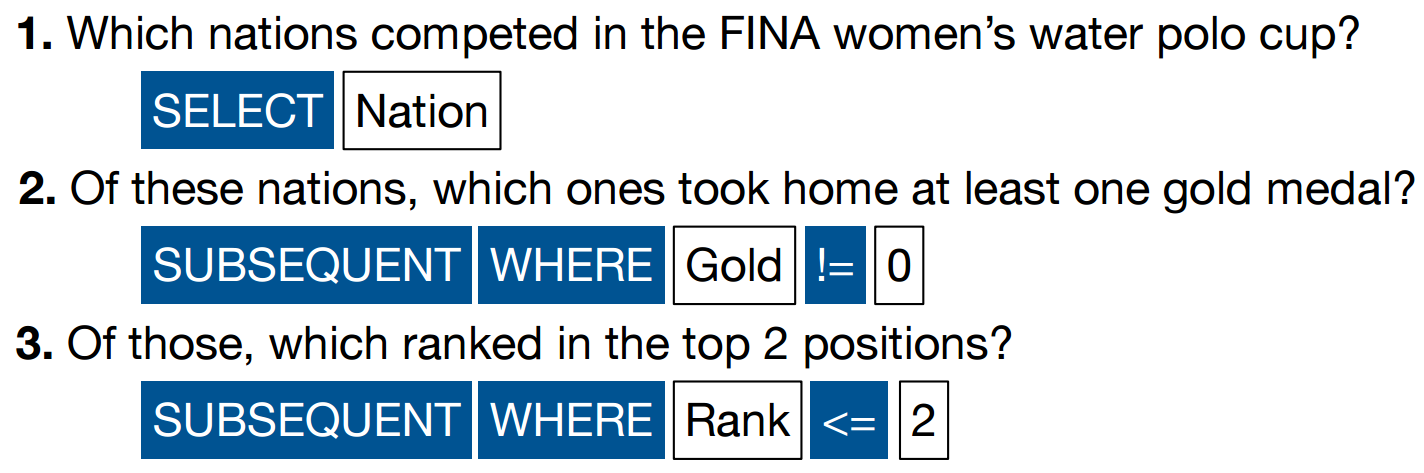 1. Which nations competed in the FINA women’s water polo cup?
SELECT Nation
2. Of these nations, which ones took home at least one gold medal?
SUBSEQUENT WHERE Gold != 0
3. Of those, which ranked in the top 2 positions?
SUBSEQUENT WHERE Rank <= 2